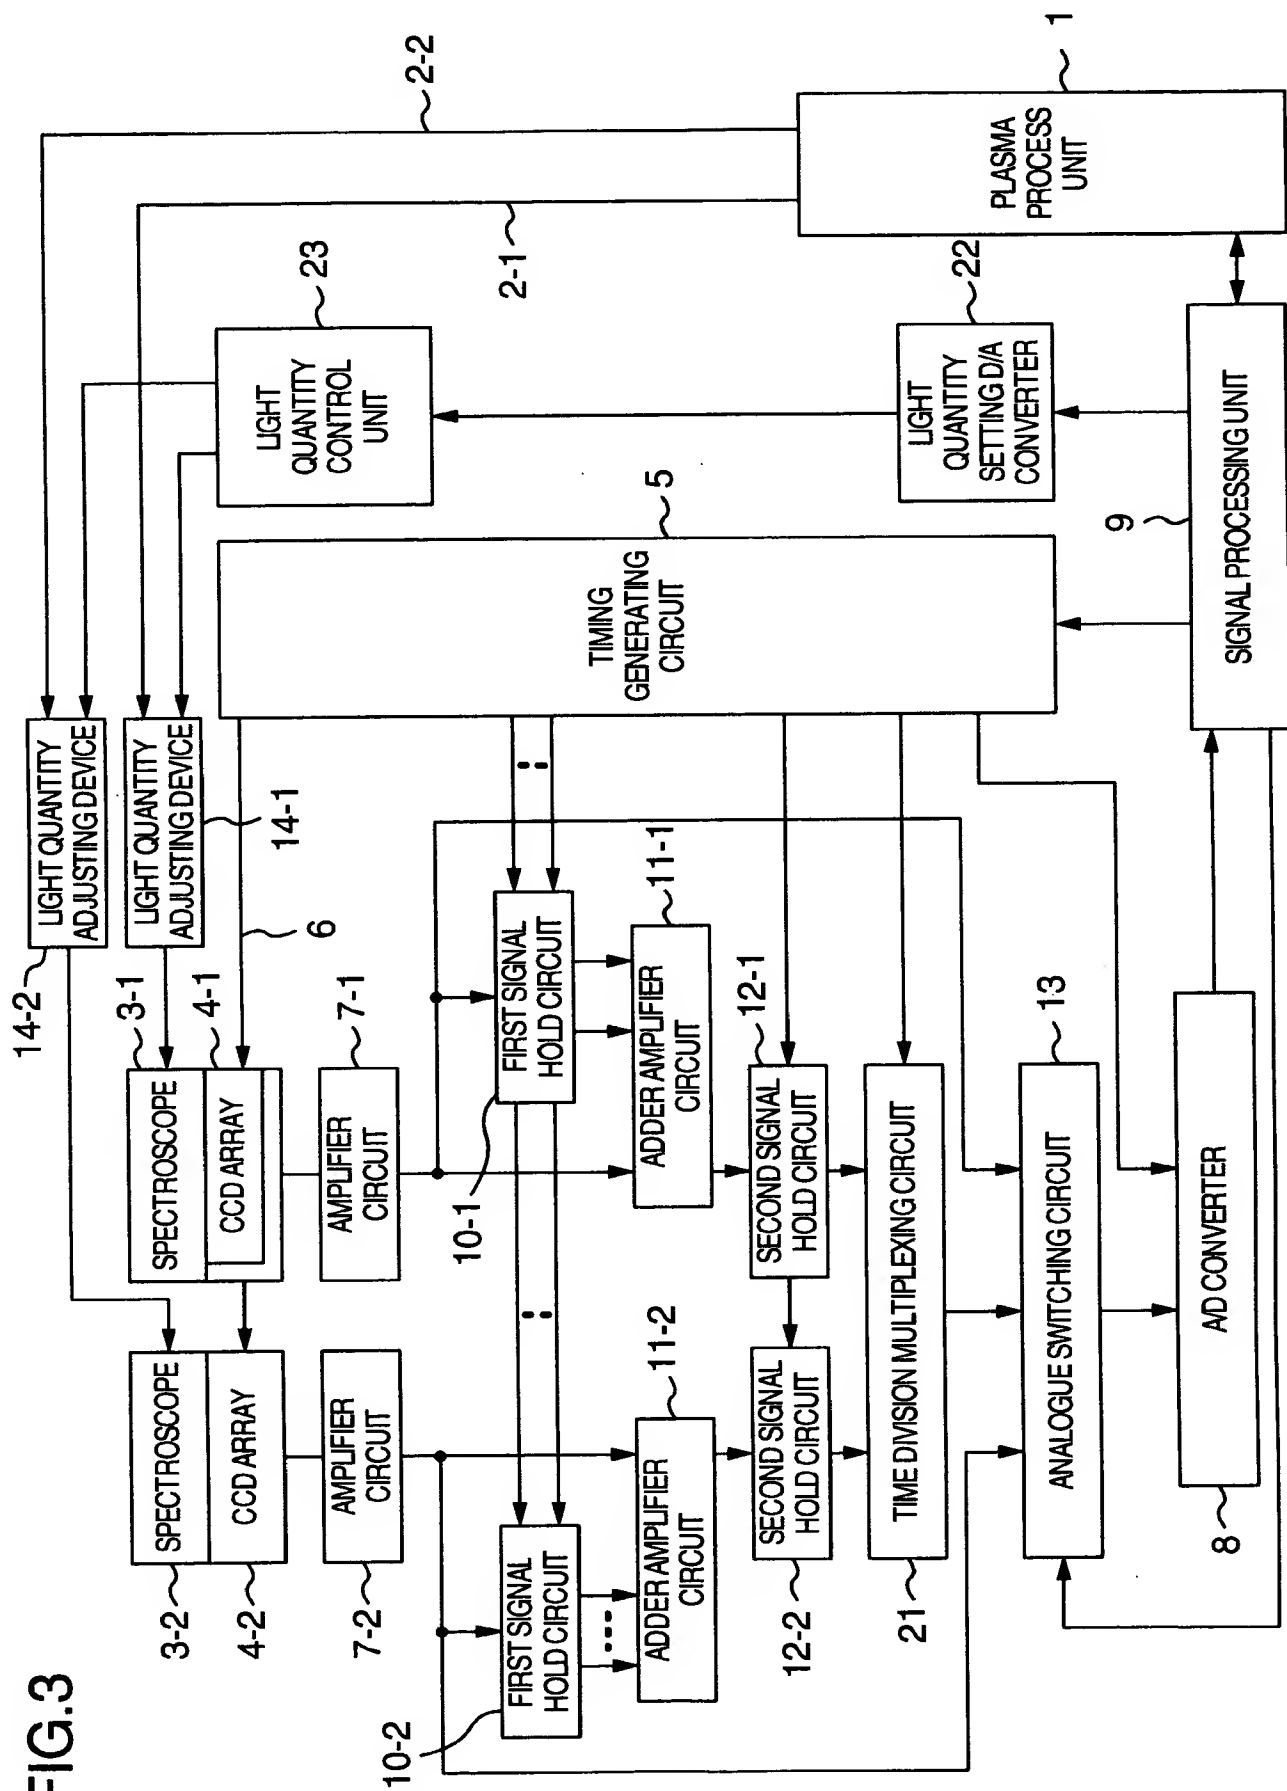 FIG.3
14-2
LIGHT QUANTITY
ADJUSTING DEVICE
LIGHT QUANTITY
ADJUSTING DEVICE
14-1
2-2
2-1
23
LIGHT
QUANTITY
CONTROL
UNIT
3-2
SPECTROSCOPE
4-2
CCD ARRAY
3-1
SPECTROSCOPE
4-1
CCD ARRAY
6
7-2
AMPLIFIER
CIRCUIT
7-1
AMPLIFIER
CIRCUIT
5
TIMING
GENERATING
CIRCUIT
10-2
FIRST SIGNAL
HOLD CIRCUIT
10-1
FIRST SIGNAL
HOLD CIRCUIT
11-2
ADDER AMPLIFIER
CIRCUIT
11-1
ADDER AMPLIFIER
CIRCUIT
12-2
SECOND SIGNAL
HOLD CIRCUIT
12-1
SECOND SIGNAL
HOLD CIRCUIT
21
TIME DIVISION MULTIPLEXING CIRCUIT
22
LIGHT
QUANTITY
SETTING D/A
CONVERTER
1
PLASMA
PROCESS
UNIT
13
ANALOGUE SWITCHING CIRCUIT
8
A/D CONVERTER
9
SIGNAL PROCESSING UNIT